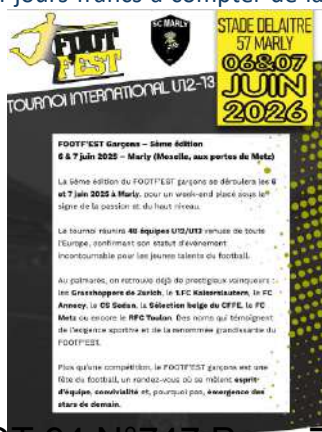 jours francs à compter de la
FOOT
FEST
SC MARLY
STADE DELAITRE
57 MARLY
06&07
JUIN
2026
TOURNOI INTERNATIONAL U12-13
FOOTF'EST Garçons – 5ème édition
6 & 7 juin 2025 – Marly (Moselle, aux portes de Metz)
La 5ème édition du FOOTF'EST garçons se déroulera les 6
et 7 juin 2025 à Marly, pour un week-end placé sous le
signe de la passion et du haut niveau.
Le tournoi réunira 48 équipes U12/U13 venues de toute
l'Europe, confirmant son statut d'événement
incontournable pour les jeunes talents du football.
Au palmarès, on retrouve déjà de prestigieux vainqueurs :
les Grasshoppers de Zurich, le 1.FC Kaiserslautern, le FC
Annecy, le CS Sedan, la Sélection belge du CFFE, le FC
Metz ou encore le RFC Toulon. Des noms qui témoignent
de l'exigence sportive et de la renommée grandissante du
FOOTF'EST.
Plus qu'une compétition, le FOOTF'EST garçons est une
fête du football, un rendez-vous où se mêlent esprit
d'équipe, convivialité et, pourquoi pas, émergence des
stars de demain.